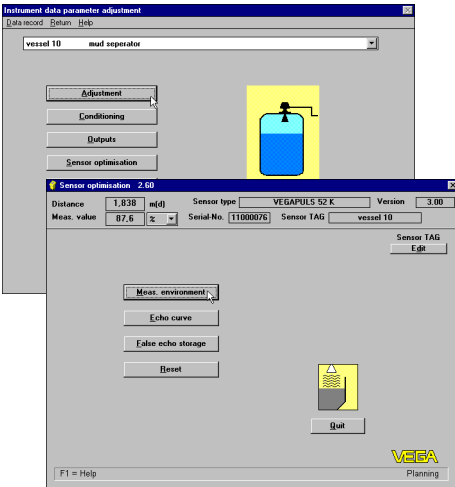 Instrument data parameter adjustment
Data record Return Help
vessel 10 mud seperator
Adjustment
Conditioning
Outputs
Sensor optimisation
Sensor optimisation 2.60
Distance 1,838 m(d) Sensor type VEGAPULS 52 K Version 3.00
Meas. value 87,6 % Serial-No. 11000076 Sensor TAG vessel 10
Sensor TAG
Edit
Meas. environment
Echo curve
False echo storage
Reset
Quit
VEGA
F1 = Help Planning